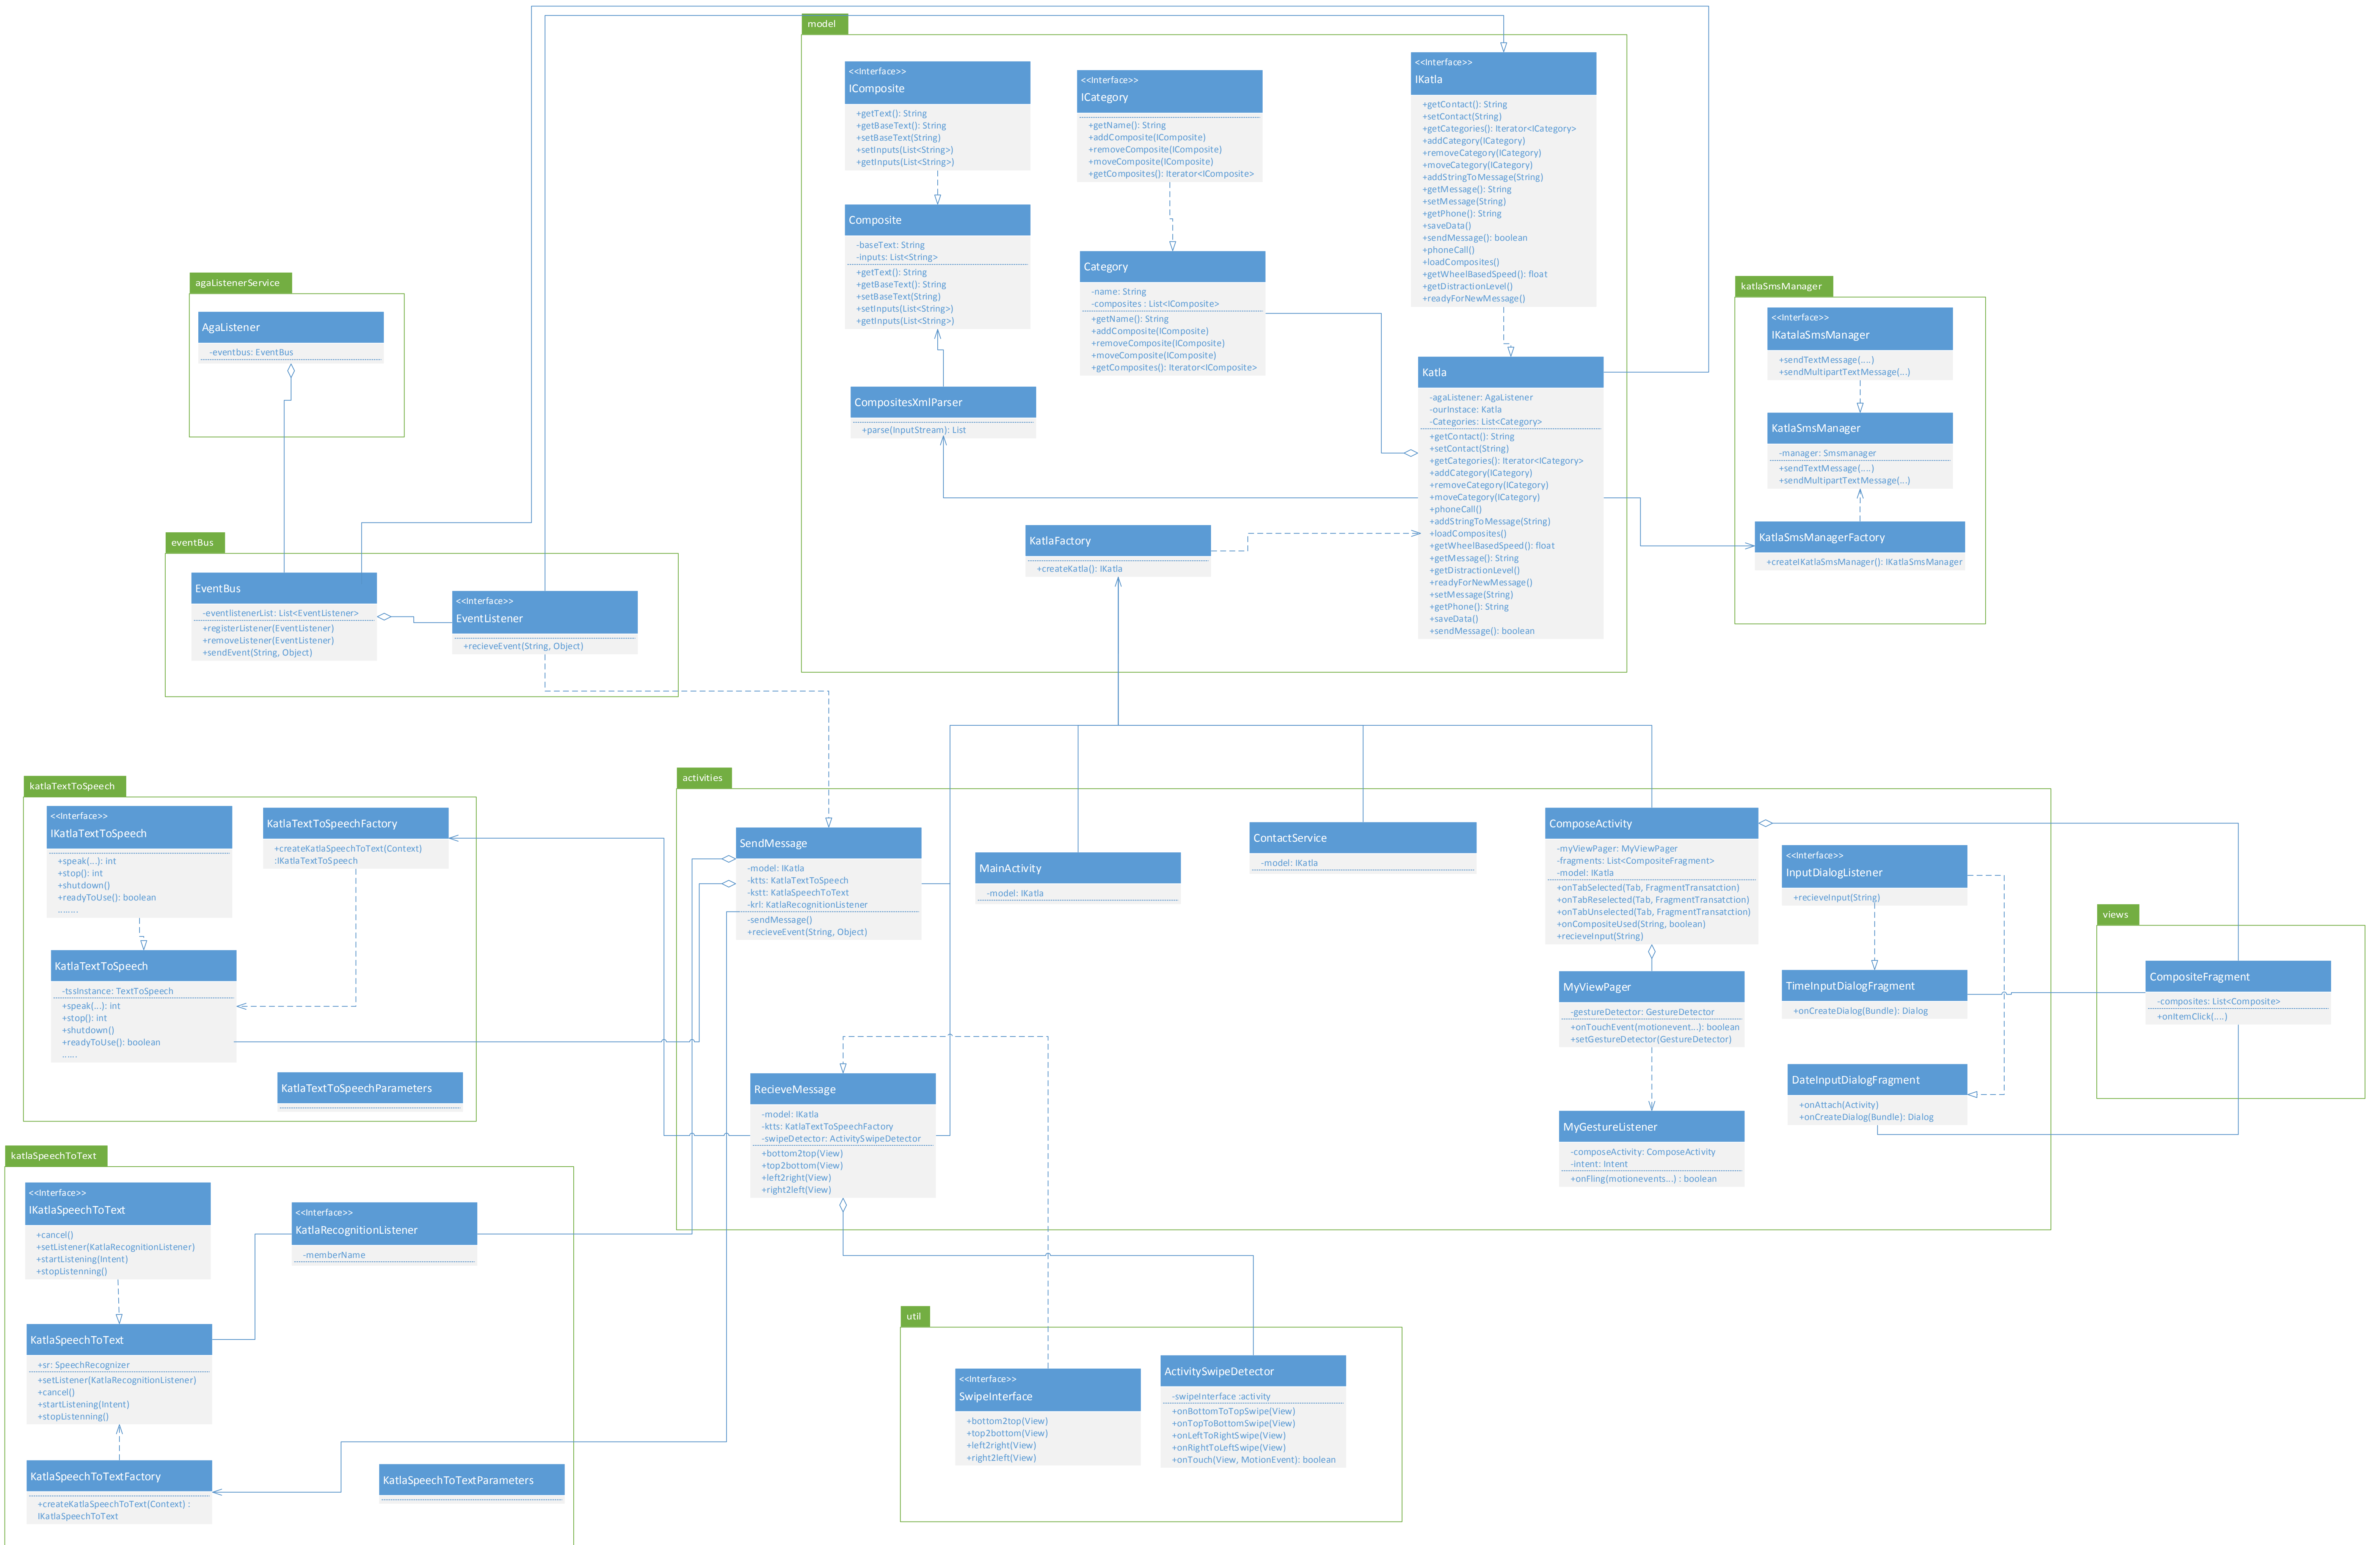 model
<<Interface>>
IComposite
+getText(): String
+getBaseText(): String
+setBaseText(String)
+setInputs(List<String>)
+getInputs(List<String>)
<<Interface>>
ICategory
+getName(): String
+addComposite(IComposite)
+removeComposite(IComposite)
+moveComposite(IComposite)
+getComposites(): Iterator<IComposite>
<<Interface>>
IKatla
+getContact(): String
+setContact(String)
+getCategories(): Iterator<ICategory>
+addCategory(ICategory)
+removeCategory(ICategory)
+moveCategory(ICategory)
+addStringToMessage(String)
+getMessage(): String
+setMessage(String)
+getPhone(): String
+saveData()
+sendMessage(): boolean
+phoneCall()
+loadComposites()
+getWheelBasedSpeed(): float
+getDistractionLevel()
+readyForNewMessage()
Composite
-baseText: String
-inputs: List<String>
+getText(): String
+getBaseText(): String
+setBaseText(String)
+setInputs(List<String>)
+getInputs(List<String>)
Category
-name: String
-composites : List<IComposite>
+getName(): String
+addComposite(IComposite)
+removeComposite(IComposite)
+moveComposite(IComposite)
+getComposites(): Iterator<IComposite>
CompositesXmlParser
+parse(InputStream): List
Katla
-agaListener: AgaListener
-ourInstace: Katla
-Categories: List<Category>
+getContact(): String
+setContact(String)
+getCategories(): Iterator<ICategory>
+addCategory(ICategory)
+removeCategory(ICategory)
+moveCategory(ICategory)
+phoneCall()
+addStringToMessage(String)
+loadComposites()
+getWheelBasedSpeed(): float
+getMessage(): String
+getDistractionLevel()
+readyForNewMessage()
+setMessage(String)
+getPhone(): String
+saveData()
+sendMessage(): boolean
KatlaFactory
+createKatla(): IKatla
agaListenerService
AgaListener
-eventbus: EventBus
katlaSmsManager
<<Interface>>
IKatalaSmsManager
+sendTextMessage(....)
+sendMultipartTextMessage(...)
KatlaSmsManager
-manager: Smsmanager
+sendTextMessage(....)
+sendMultipartTextMessage(...)
KatlaSmsManagerFactory
+createIKatlaSmsManager(): IKatlaSmsManager
eventBus
EventBus
-eventlistenerList: List<EventListener>
+registerListener(EventListener)
+removeListener(EventListener)
+sendEvent(String, Object)
<<Interface>>
EventListener
+recieveEvent(String, Object)
katlaTextToSpeech
<<Interface>>
IKatlaTextToSpeech
+speak(...): int
+stop(): int
+shutdown()
+readyToUse(): boolean
........
KatlaTextToSpeechFactory
+createKatlaSpeechToText(Context)
:IKatlaTextToSpeech
KatlaTextToSpeech
-tssInstance: TextToSpeech
+speak(...): int
+stop(): int
+shutdown()
+readyToUse(): boolean
......
KatlaTextToSpeechParameters
activities
SendMessage
-model: IKatla
-ktts: KatlaTextToSpeech
-kstt: KatlaSpeechToText
-krl: KatlaRecognitionListener
-sendMessage()
+recieveEvent(String, Object)
MainActivity
-model: IKatla
ContactService
-model: IKatla
ComposeActivity
-myViewPager: MyViewPager
-fragments: List<CompositeFragment>
-model: IKatla
+onTabSelected(Tab, FragmentTransatction)
+onTabReselected(Tab, FragmentTransatction)
+onTabUnselected(Tab, FragmentTransatction)
+onCompositeUsed(String, boolean)
+recieveInput(String)
<<Interface>>
InputDialogListener
+recieveInput(String)
MyViewPager
-gestureDetector: GestureDetector
+onTouchEvent(motionevent...): boolean
+setGestureDetector(GestureDetector)
TimeInputDialogFragment
+onCreateDialog(Bundle): Dialog
RecieveMessage
-model: IKatla
-ktts: KatlaTextToSpeechFactory
-swipeDetector: ActivitySwipeDetector
+bottom2top(View)
+top2bottom(View)
+left2right(View)
+right2left(View)
DateInputDialogFragment
+onAttach(Activity)
+onCreateDialog(Bundle): Dialog
MyGestureListener
-composeActivity: ComposeActivity
-intent: Intent
+onFling(motionevents...) : boolean
views
CompositeFragment
-composites: List<Composite>
+onItemClick(....)
katlaSpeechToText
<<Interface>>
IKatlaSpeechToText
+cancel()
+setListener(KatlaRecognitionListener)
+startListening(Intent)
+stopListenning()
<<Interface>>
KatlaRecognitionListener
-memberName
KatlaSpeechToText
+sr: SpeechRecognizer
+setListener(KatlaRecognitionListener)
+cancel()
+startListening(Intent)
+stopListenning()
KatlaSpeechToTextFactory
+createKatlaSpeechToText(Context) :
IKatlaSpeechToText
KatlaSpeechToTextParameters
util
<<Interface>>
SwipeInterface
+bottom2top(View)
+top2bottom(View)
+left2right(View)
+right2left(View)
ActivitySwipeDetector
-swipeInterface :activity
+onBottomToTopSwipe(View)
+onTopToBottomSwipe(View)
+onLeftToRightSwipe(View)
+onRightToLeftSwipe(View)
+onTouch(View, MotionEvent): boolean